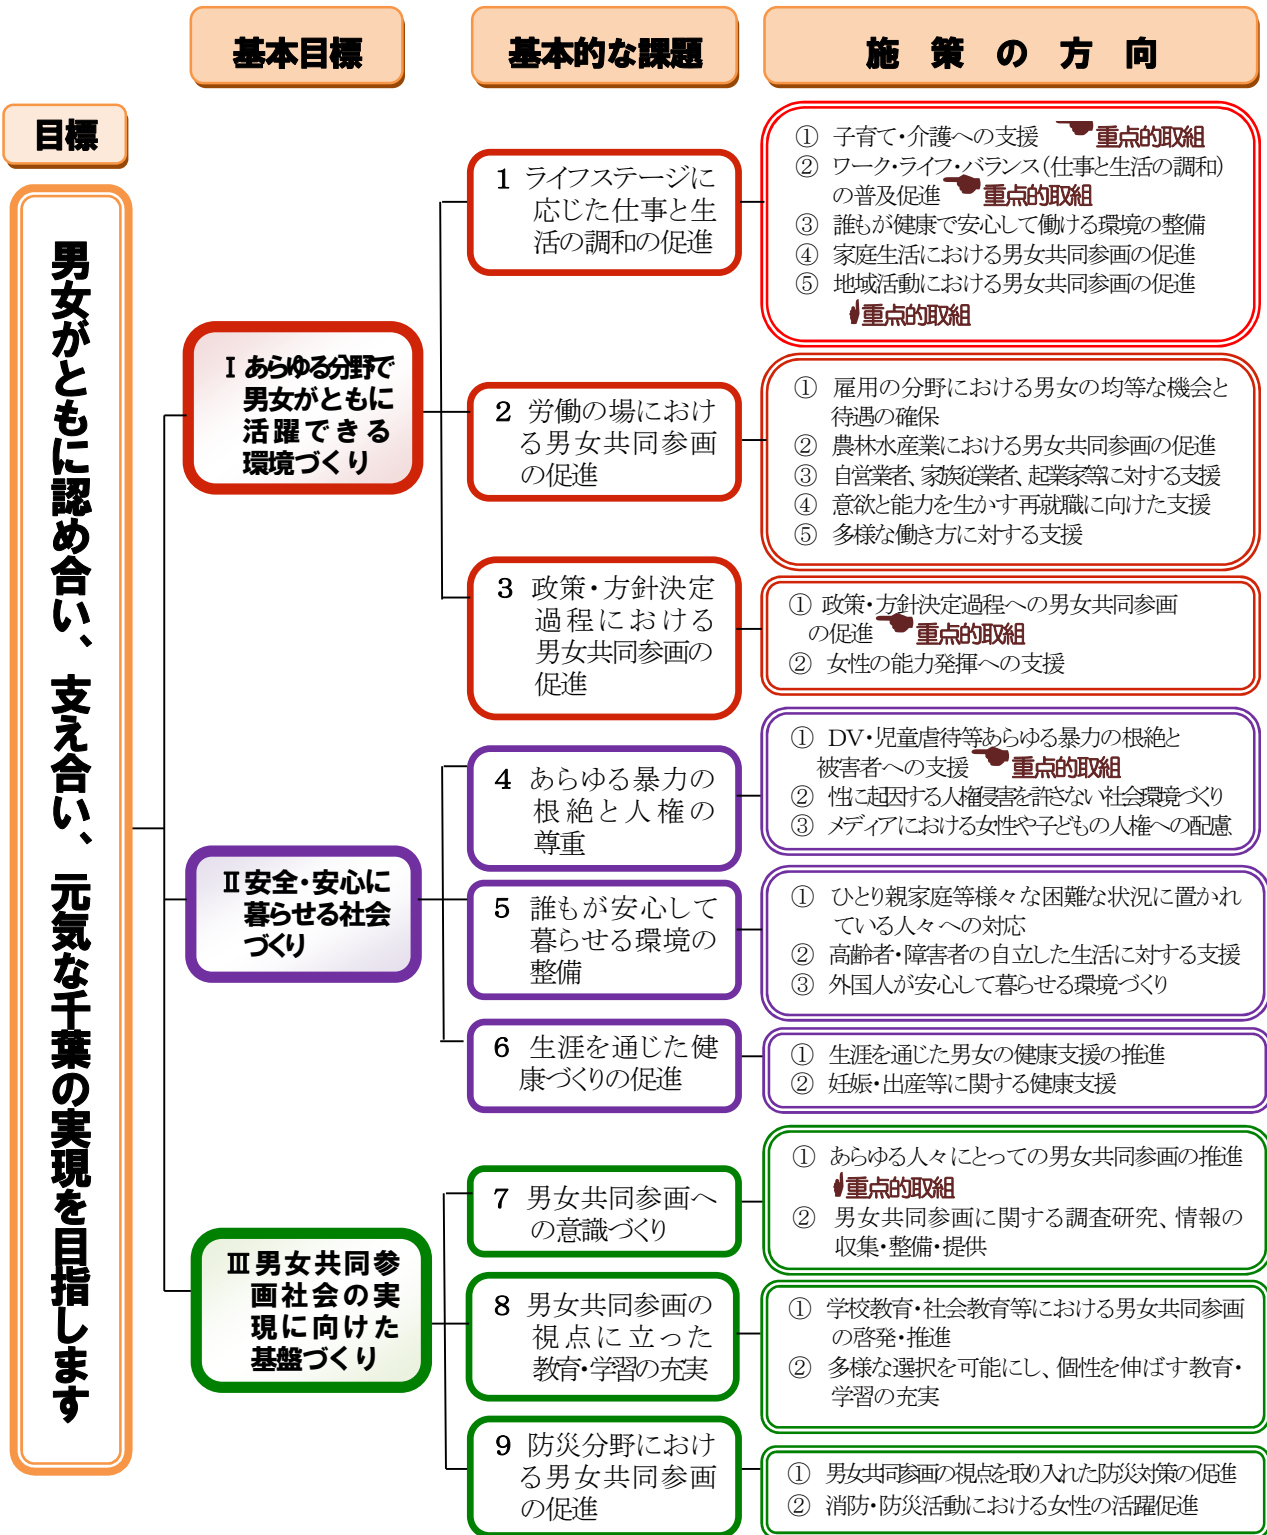 基本目標
基本的な課題
施策の方向
目標
男女がともに認め合い、支え合い、元気な千葉の実現を目指します
Ⅰ あらゆる分野で
男女がともに
活躍できる
環境づくり
1 ライフステージに
応じた仕事と生
活の調和の促進
① 子育て・介護への支援 ☚重点的取組
② ワーク・ライフ・バランス(仕事と生活の調和)
の普及促進 ☚重点的取組
③ 誰もが健康で安心して働ける環境の整備
④ 家庭生活における男女共同参画の促進
⑤ 地域活動における男女共同参画の促進
重点的取組
2 労働の場におけ
る男女共同参画
の促進
① 雇用の分野における男女の均等な機会と
待遇の確保
② 農林水産業における男女共同参画の促進
③ 自営業者、家族従業者、起業家等に対する支援
④ 意欲と能力を生かす再就職に向けた支援
⑤ 多様な働き方に対する支援
3 政策・方針決定
過程における
男女共同参画の
促進
① 政策・方針決定過程への男女共同参画
の促進 ☚重点的取組
② 女性の能力発揮への支援
Ⅱ安全・安心に
暮らせる社会
づくり
4 あらゆる暴力の
根絶と人権の
尊重
① DV・児童虐待等あらゆる暴力の根絶と
被害者への支援 ☚重点的取組
② 性に起因する人権侵害を許さない社会環境づくり
③ メディアにおける女性や子どもの人権への配慮
5 誰もが安心して
暮らせる環境の
整備
① ひとり親家庭等様々な困難な状況に置かれ
ている人々への対応
② 高齢者・障害者の自立した生活に対する支援
③ 外国人が安心して暮らせる環境づくり
6 生涯を通じた健
康づくりの促進
① 生涯を通じた男女の健康支援の推進
② 妊娠・出産等に関する健康支援
Ⅲ男女共同参
画社会の実
現に向けた
基盤づくり
7 男女共同参画へ
の意識づくり
① あらゆる人々にとっての男女共同参画の推進
重点的取組
② 男女共同参画に関する調査研究、情報の
収集・整備・提供
8 男女共同参画の
視点に立った
教育・学習の充実
① 学校教育・社会教育等における男女共同参画
の啓発・推進
② 多様な選択を可能にし、個性を伸ばす教育・
学習の充実
9 防災分野におけ
る男女共同参画
の促進
① 男女共同参画の視点を取り入れた防災対策の促進
② 消防・防災活動における女性の活躍促進